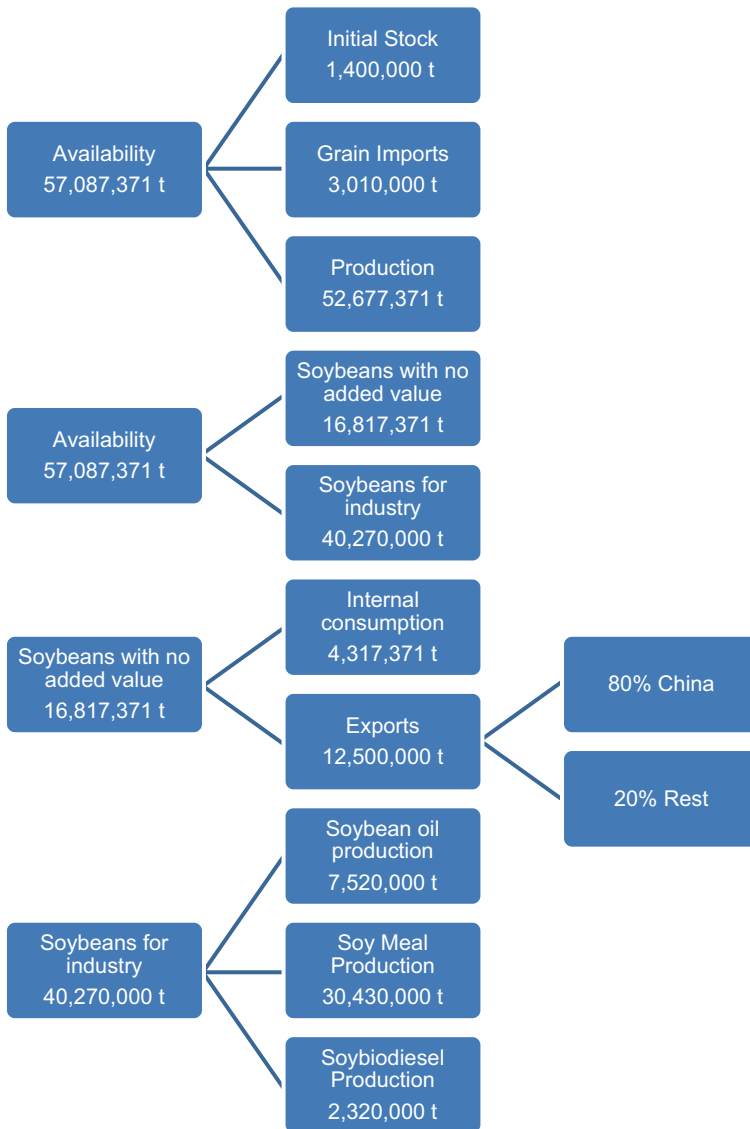 Initial Stock
1,400,000 t
Availability
57,087,371 t
Grain Imports
3,010,000 t
Production
52,677,371 t
Soybeans with no
added value
16,817,371 t
Availability
57,087,371 t
Soybeans for
industry
40,270,000 t
Internal
consumption
4,317,371 t
Soybeans with no
added value
16,817,371 t
Exports
12,500,000 t
80% China
20% Rest
Soybean oil
production
7,520,000 t
Soybeans for
industry
40,270,000 t
Soy Meal
Production
30,430,000 t
Soybiodiesel
Production
2,320,000 t